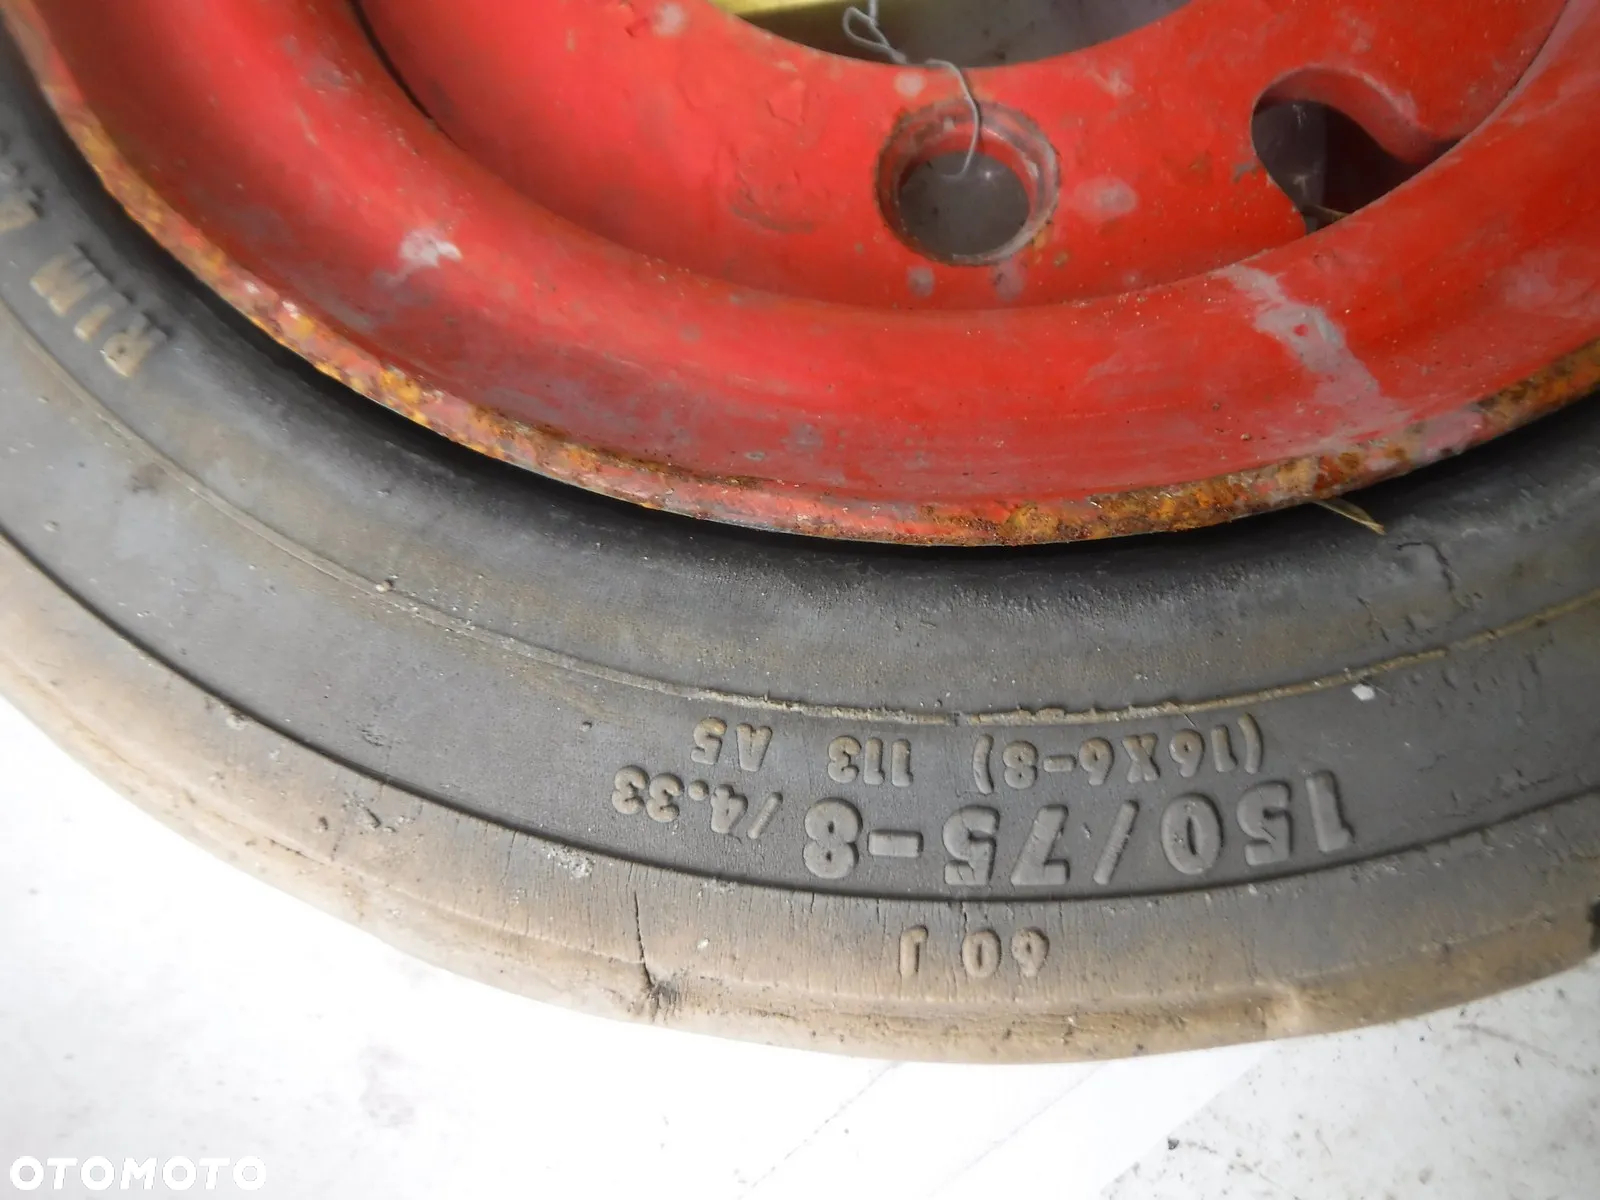 150/75-8 /4.33
(16X6-8) 113 A5
60 J
RIM
OTOMOTO